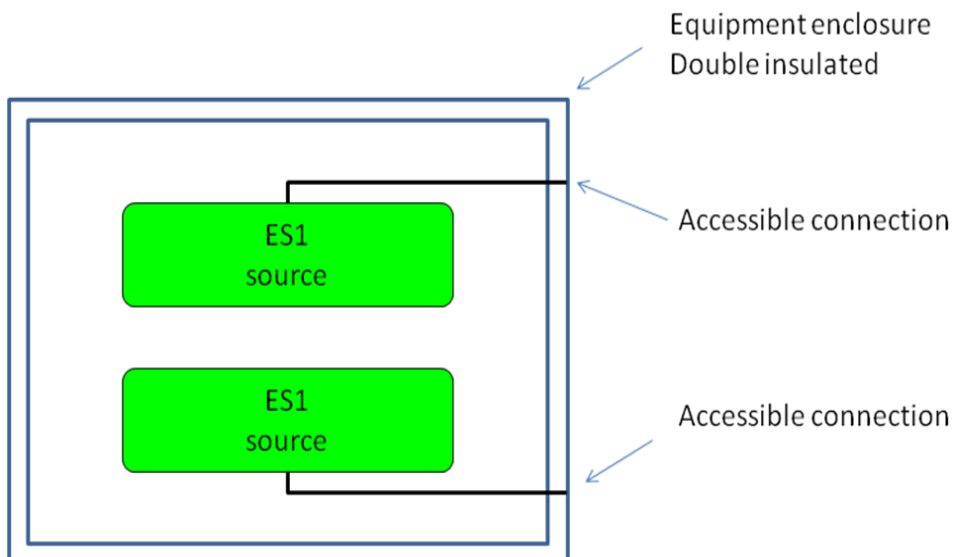 Equipment enclosure
Double insulated
Accessible connection
ES1
source
ES1
source
Accessible connection